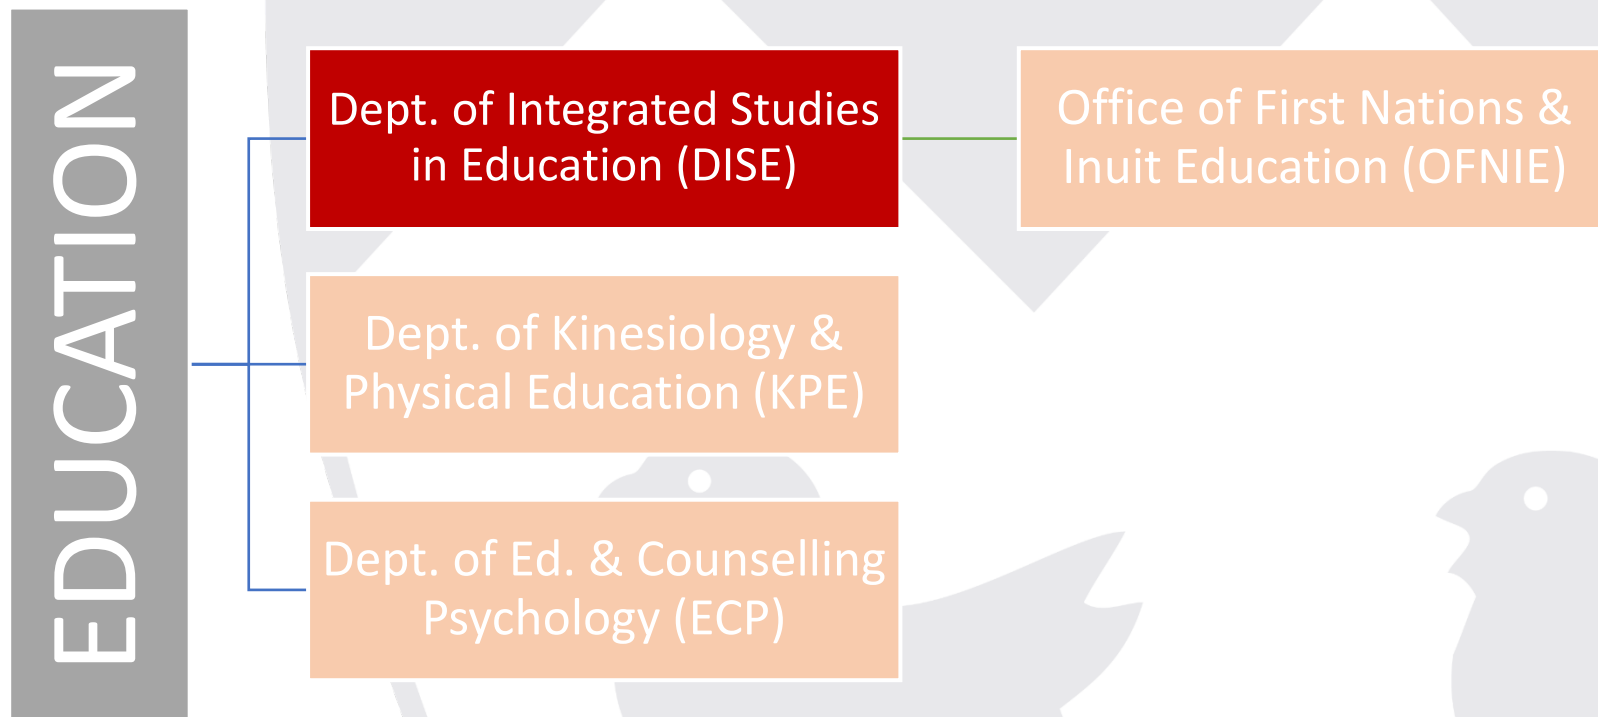 EDUCATION
Dept. of Integrated Studies
in Education (DISE)
Office of First Nations &
Inuit Education (OFNIE)
Dept. of Kinesiology &
Physical Education (KPE)
Dept. of Ed. & Counselling
Psychology (ECP)